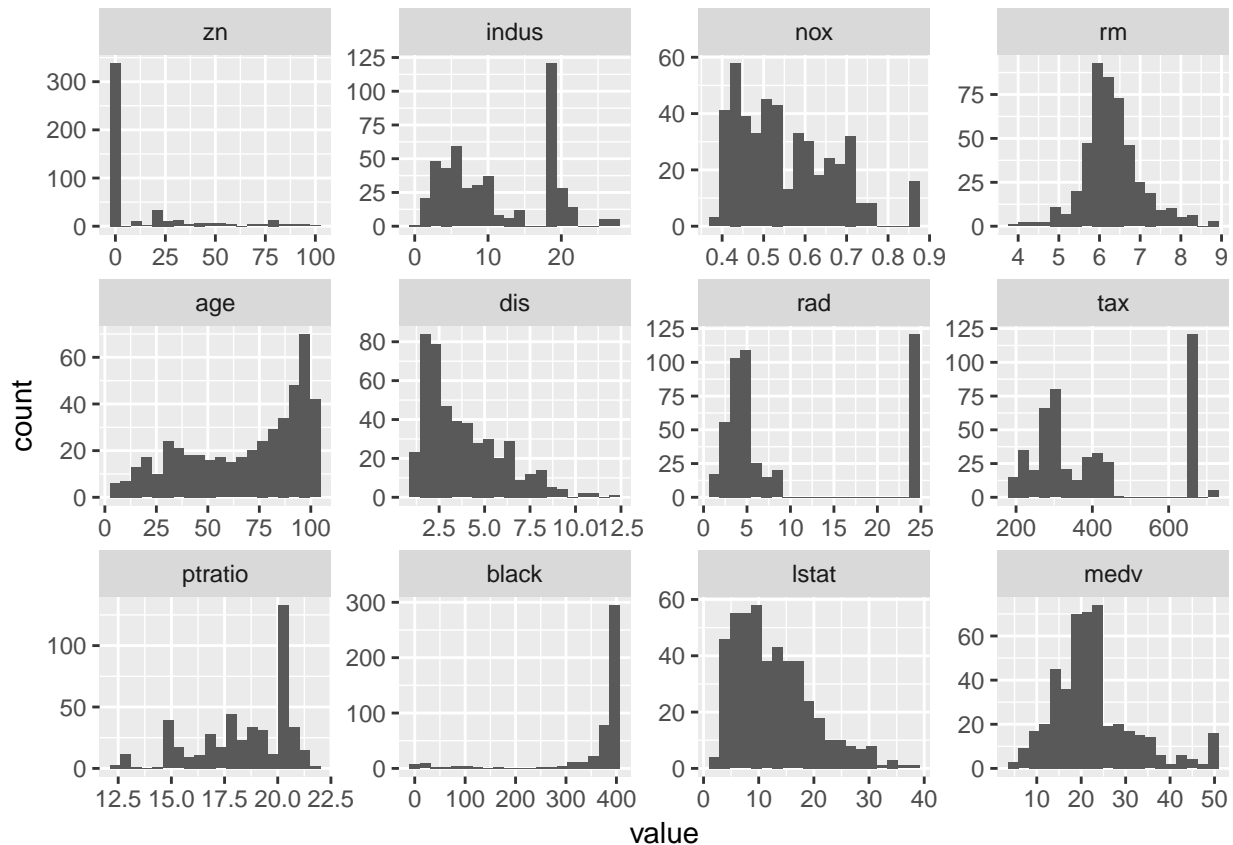 zn indus nox rm
300 125 60 75
200 100 40 50
100 75 20 25
0 50 0 0
25
0
0 25 50 75 100 0 10 20 0.4 0.5 0.6 0.7 0.8 0.9 4 5 6 7 8 9
age dis rad tax
60 80 125 125
40 60 100 100
20 40 75 75
0 20 50 50
0 25 25
0 0
0 25 50 75 100 2.5 5.0 7.5 10.0 12.5 0 5 10 15 20 25 200 400 600
ptratio black lstat medv
100 300 60 60
50 200 40 40
0 100 20 20
0 0 0
12.5 15.0 17.5 20.0 22.5 0 100 200 300 400 0 10 20 30 40 10 20 30 40 50
count
value